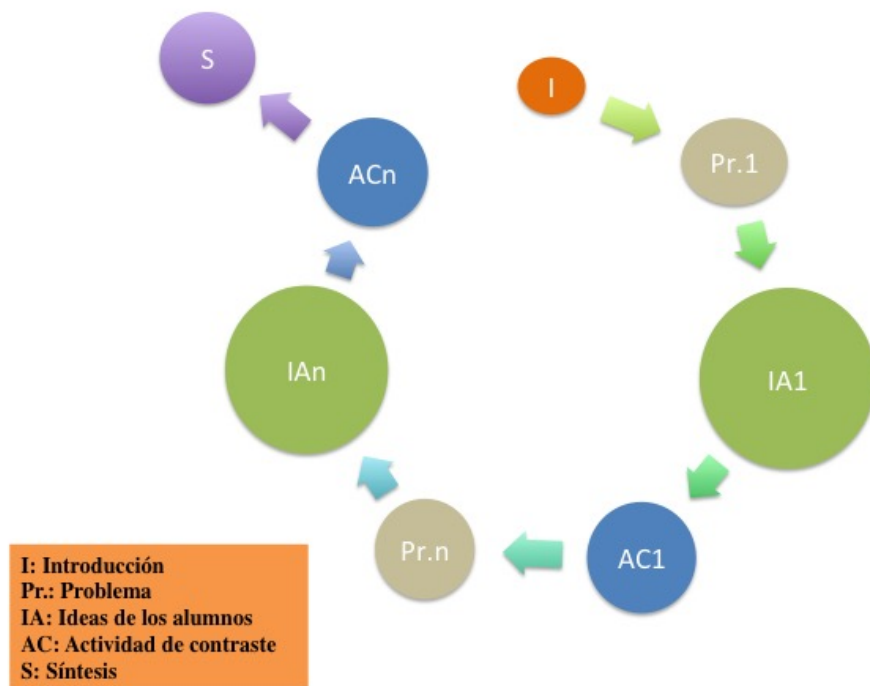 S
I
ACn
Pr.1
IAn
IA1
Pr.n
AC1
I: Introducción
Pr.: Problema
IA: Ideas de los alumnos
AC: Actividad de contraste
S: Síntesis